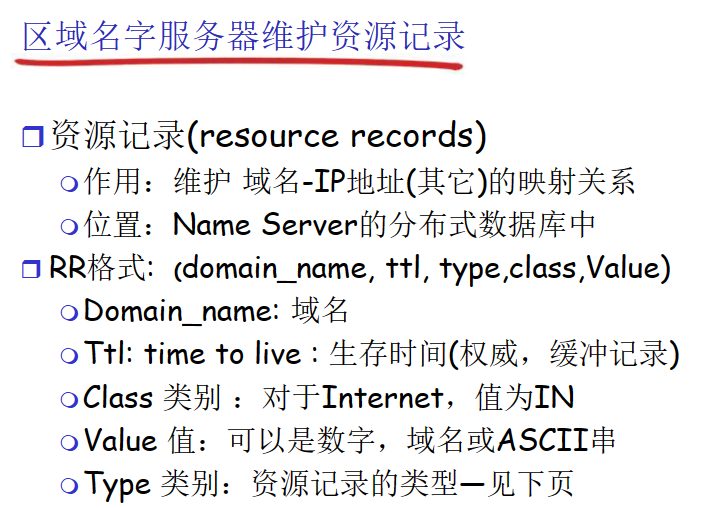 区域名字服务器维护资源记录
资源记录(resource records)
作用：维护 域名-IP地址(其它)的映射关系
位置：Name Server的分布式数据库中
RR格式: (domain_name, ttl, type,class,Value)
Domain_name: 域名
Ttl: time to live : 生存时间(权威，缓冲记录)
Class 类别 ：对于Internet，值为IN
Value 值：可以是数字，域名或ASCII串
Type 类别：资源记录的类型—见下页